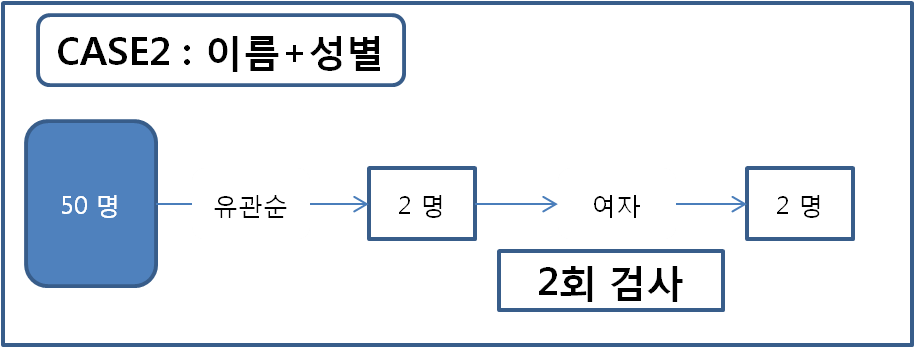 CASE2 : 이름+성별
50 명
유관순
2 명
여자
2 명
2회 검사